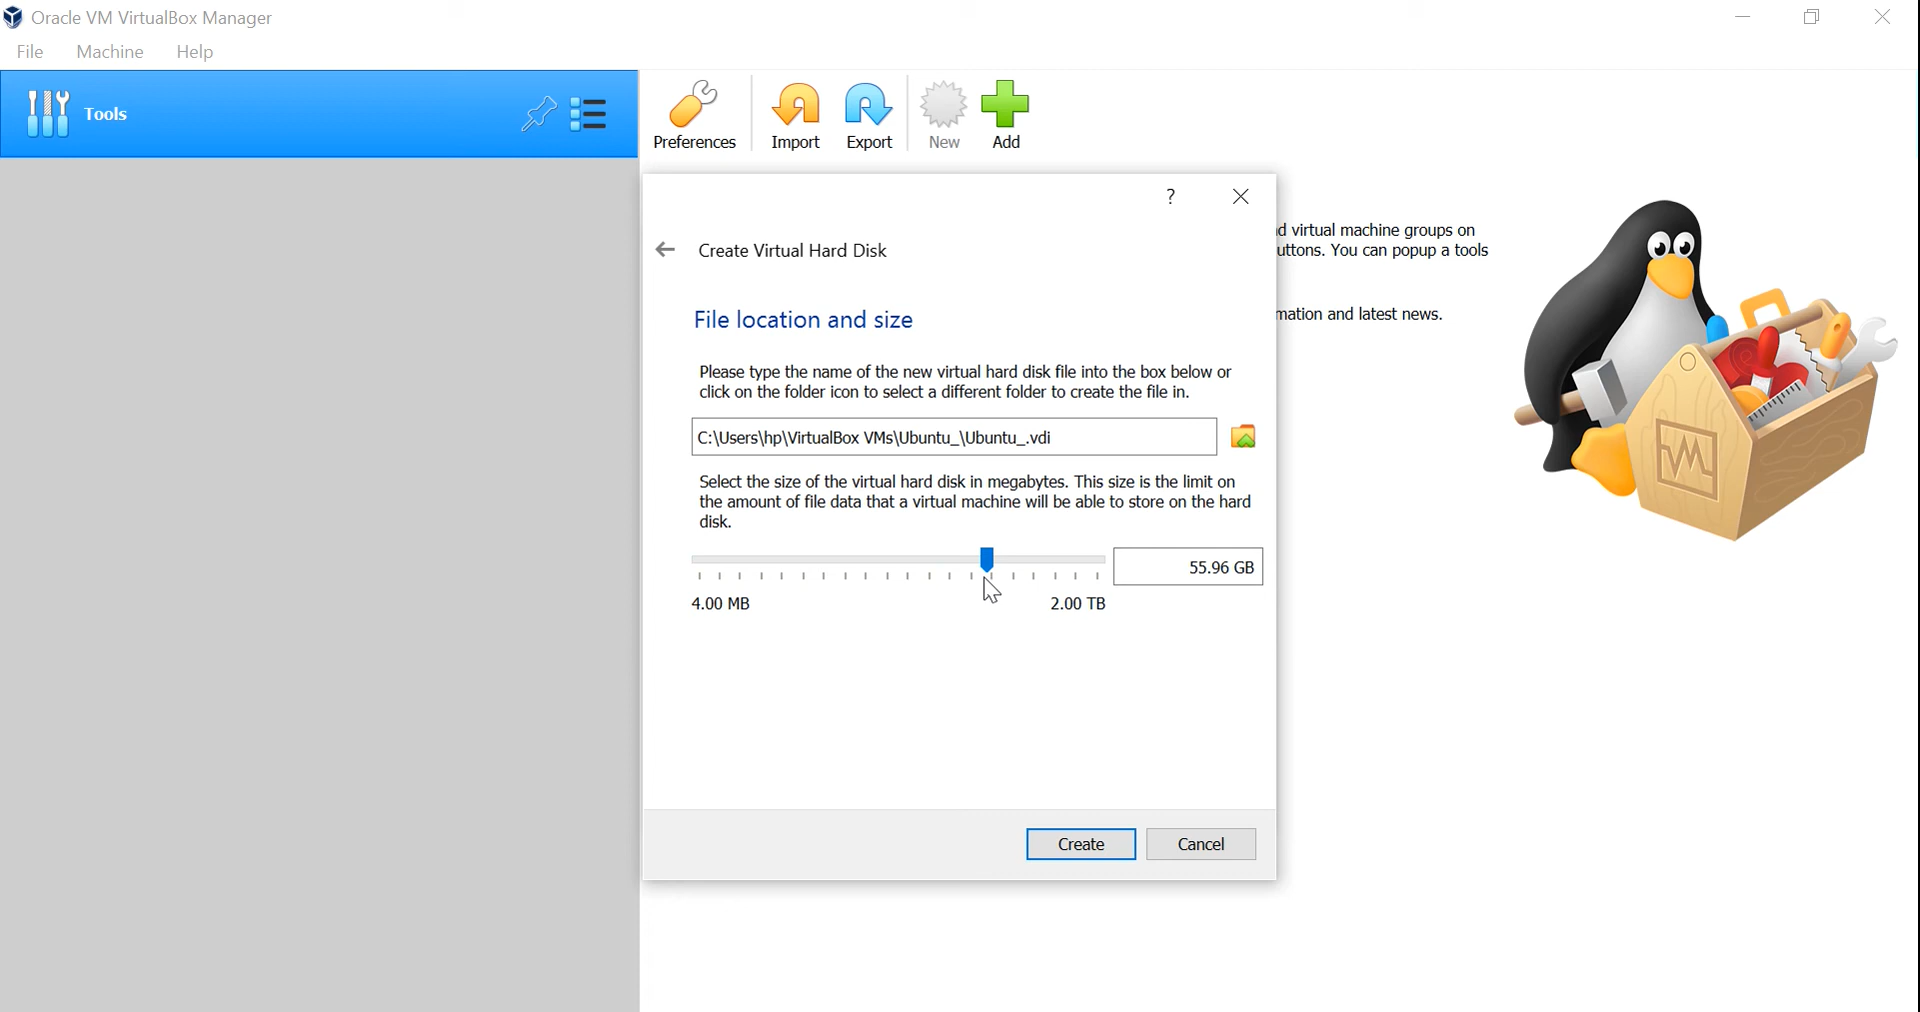 Oracle VM VirtualBox Manager
File Machine Help
Tools
Preferences Import Export New Add
?
Create Virtual Hard Disk
d virtual machine groups on
uttons. You can popup a tools
mation and latest news.
File location and size
Please type the name of the new virtual hard disk file into the box below or
click on the folder icon to select a different folder to create the file in.
C:\Users\hp\VirtualBox VMs\Ubuntu_\Ubuntu_.vdi
Select the size of the virtual hard disk in megabytes. This size is the limit on
the amount of file data that a virtual machine will be able to store on the hard
disk.
55.96 GB
4.00 MB 2.00 TB
Create Cancel